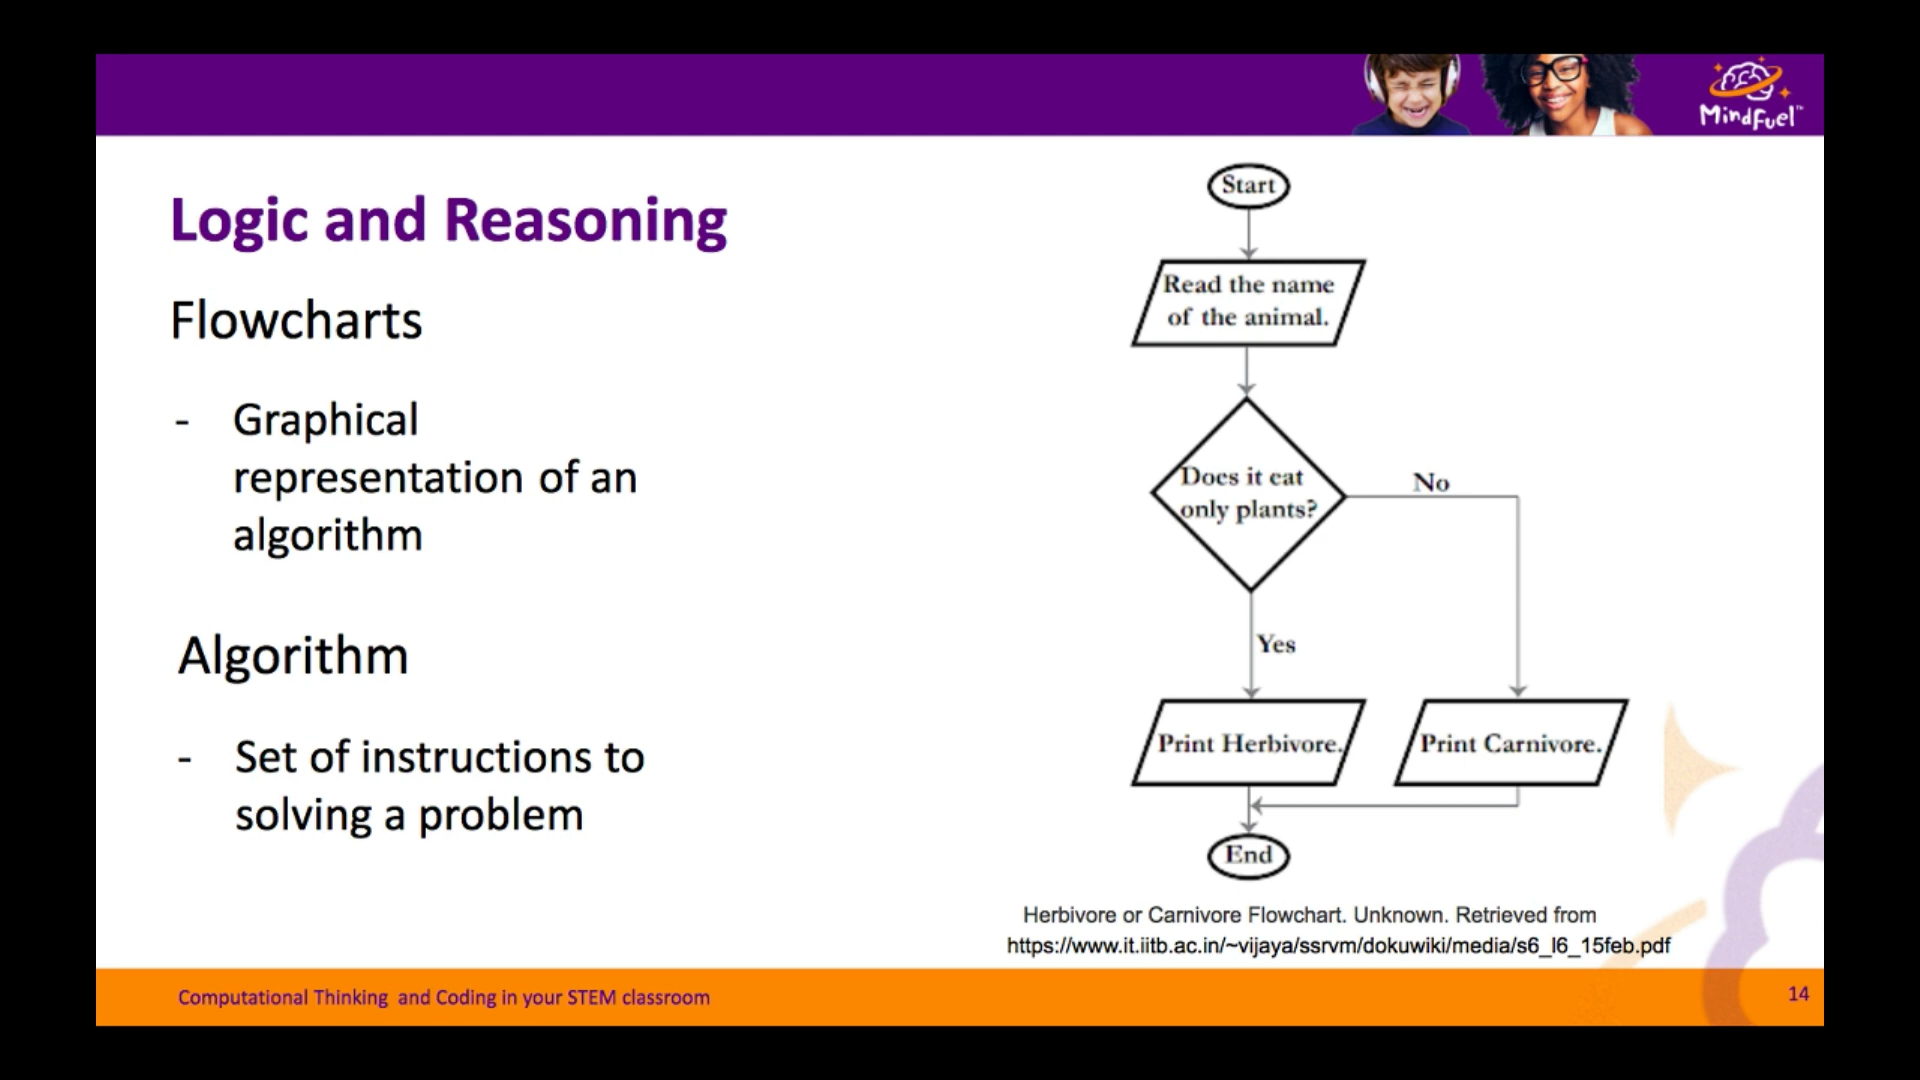 MindFuel™
Logic and Reasoning
Flowcharts
- Graphical
representation of an
algorithm
Algorithm
- Set of instructions to
solving a problem
Start
Read the name
of the animal.
Does it eat
only plants?
No
Yes
Print Herbivore.
Print Carnivore.
End
Herbivore or Carnivore Flowchart. Unknown. Retrieved from
https://www.it.iitb.ac.in/~vijaya/ssrvm/dokuwiki/media/s6_l6_15feb.pdf
Computational Thinking and Coding in your STEM classroom
14